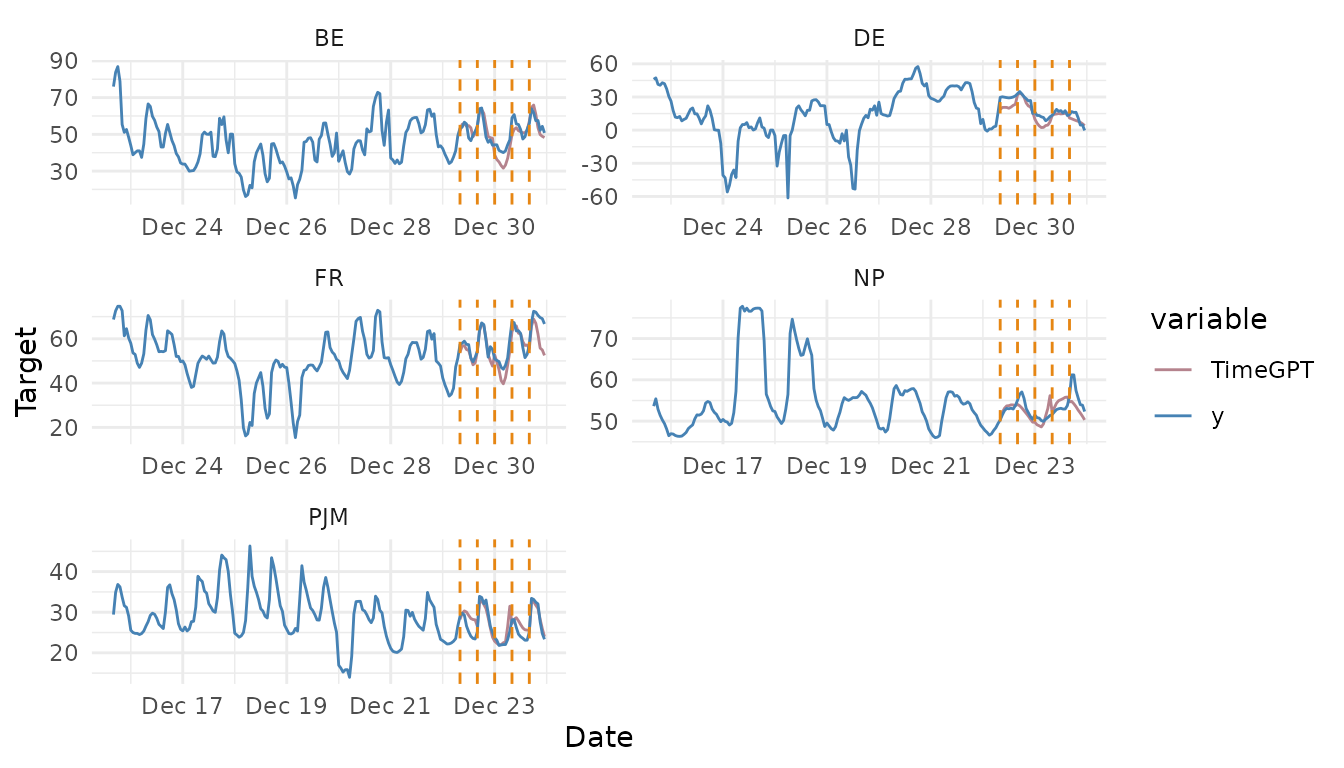 BE
DE
90
70
50
30
60
30
0
-30
-60
Dec 24 Dec 26 Dec 28 Dec 30
Dec 24 Dec 26 Dec 28 Dec 30
FR
NP
Target
60
40
20
70
60
50
Dec 24 Dec 26 Dec 28 Dec 30
Dec 17 Dec 19 Dec 21 Dec 23
variable
TimeGPT
y
PJM
40
30
20
Dec 17 Dec 19 Dec 21 Dec 23
Date